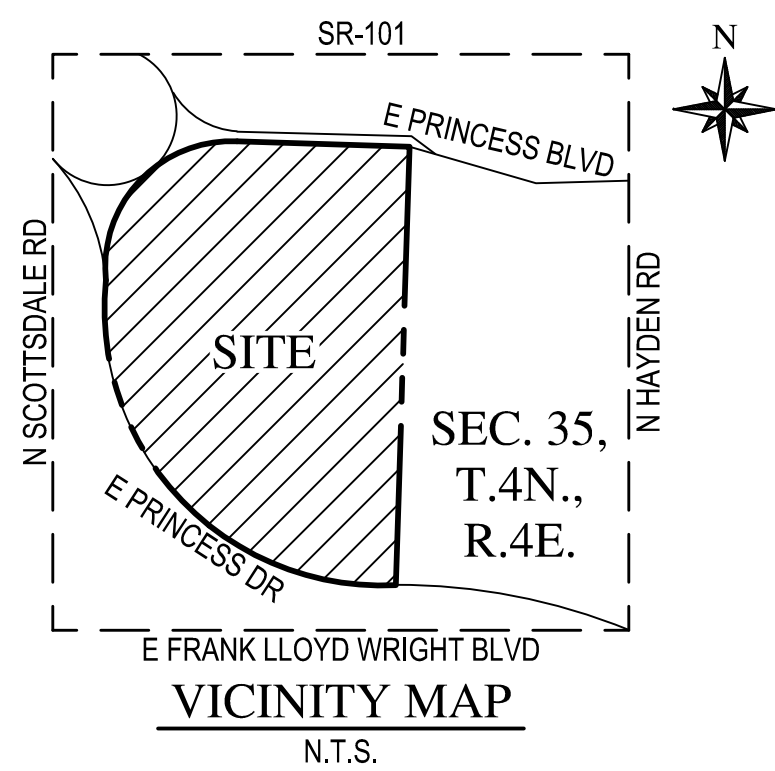 SR-101
N
E PRINCESS BLVD
N SCOTTSDALE RD
N HAYDEN RD
SITE
SEC. 35,
T.4N.,
R.4E.
E PRINCESS DR
E FRANK LLOYD WRIGHT BLVD
VICINITY MAP
N.T.S.